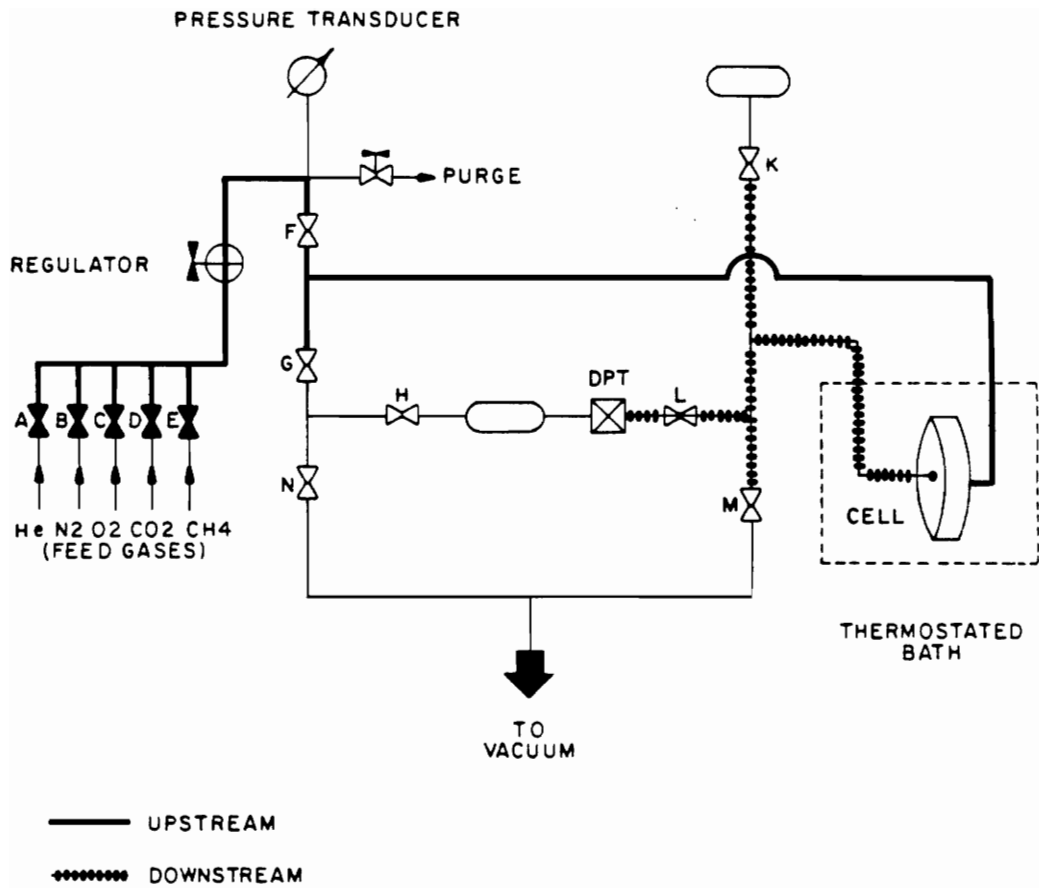 PRESSURE TRANSDUCER
K
PURGE
F
REGULATOR
G
H
DPT
L
A B C D E
N
M
CELL
He N2 O2 CO2 CH4
(FEED GASES)
THERMOSTATED
BATH
TO
VACUUM
UPSTREAM
DOWNSTREAM